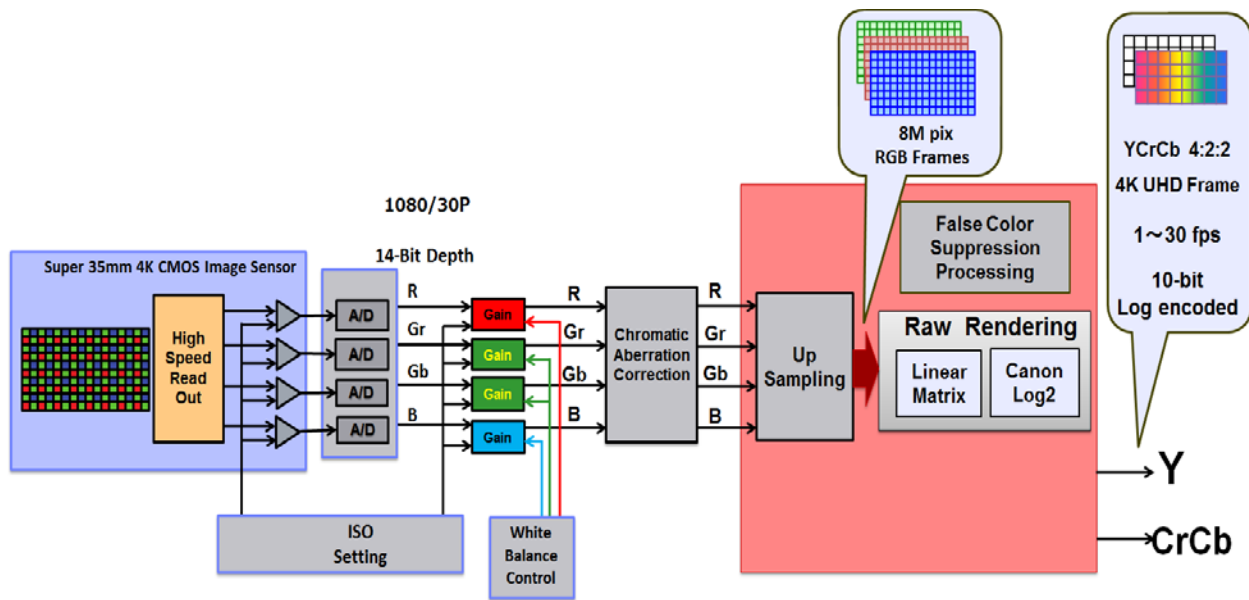 8M pix
RGB Frames
YCrCb 4:2:2
4K UHD Frame
1～30 fps
10-bit
Log encoded
1080/30P
14-Bit Depth
Super 35mm 4K CMOS Image Sensor
High
Speed
Read
Out
A/D
A/D
A/D
A/D
R
Gr
Gb
B
Gain
Gain
Gain
Gain
R
Gr
Gb
B
Chromatic
Aberration
Correction
R
Gr
Gb
B
Up
Sampling
False Color
Suppression
Processing
Raw Rendering
Linear
Matrix
Canon
Log2
ISO
Setting
White
Balance
Control
Y
CrCb